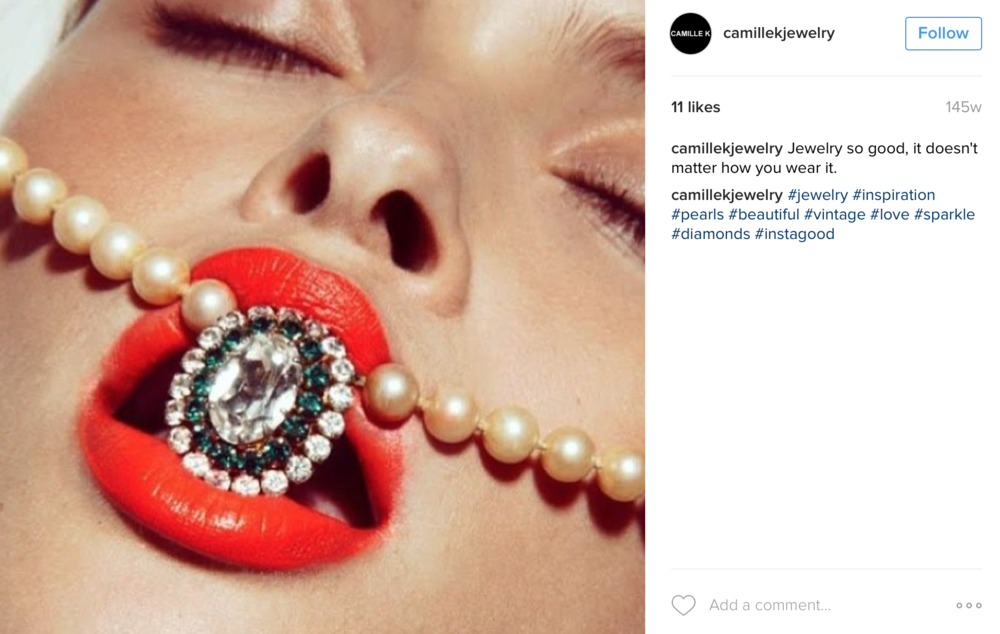 CAMILLE K
camillekjewelry
Follow
11 likes
145w
camillekjewelry Jewelry so good, it doesn't
matter how you wear it.
camillekjewelry #jewelry #inspiration
#pearls #beautiful #vintage #love #sparkle
#diamonds #instagood
Add a comment...